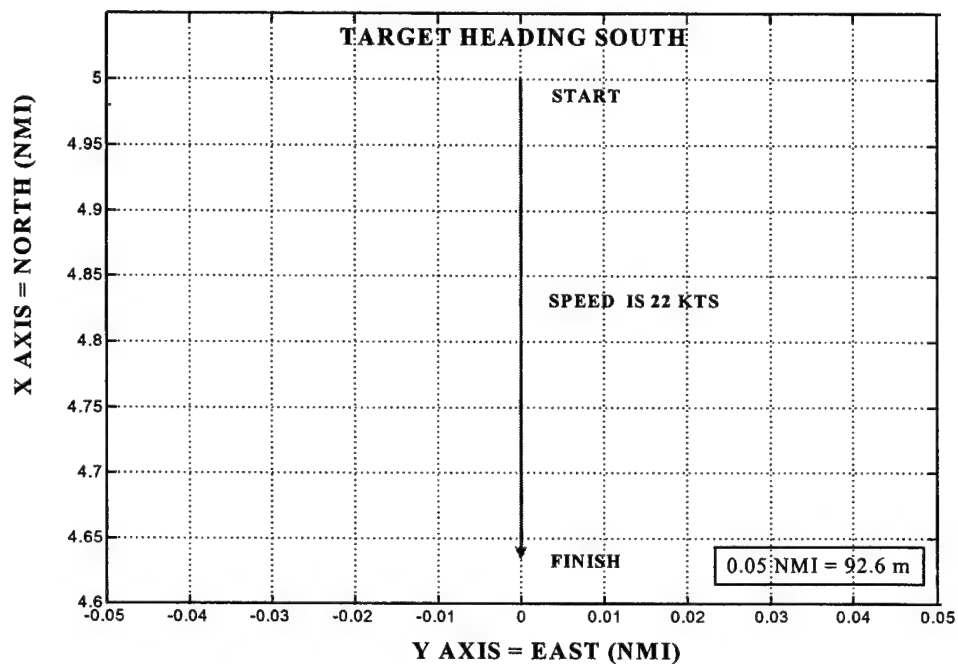 TARGET HEADING SOUTH
X AXIS = NORTH (NMI)
5
4.95
4.9
4.85
4.8
4.75
4.7
4.65
4.6
START
SPEED IS 22 KTS
FINISH
0.05 NMI = 92.6 m
-0.05 -0.04 -0.03 -0.02 -0.01 0 0.01 0.02 0.03 0.04 0.05
Y AXIS = EAST (NMI)